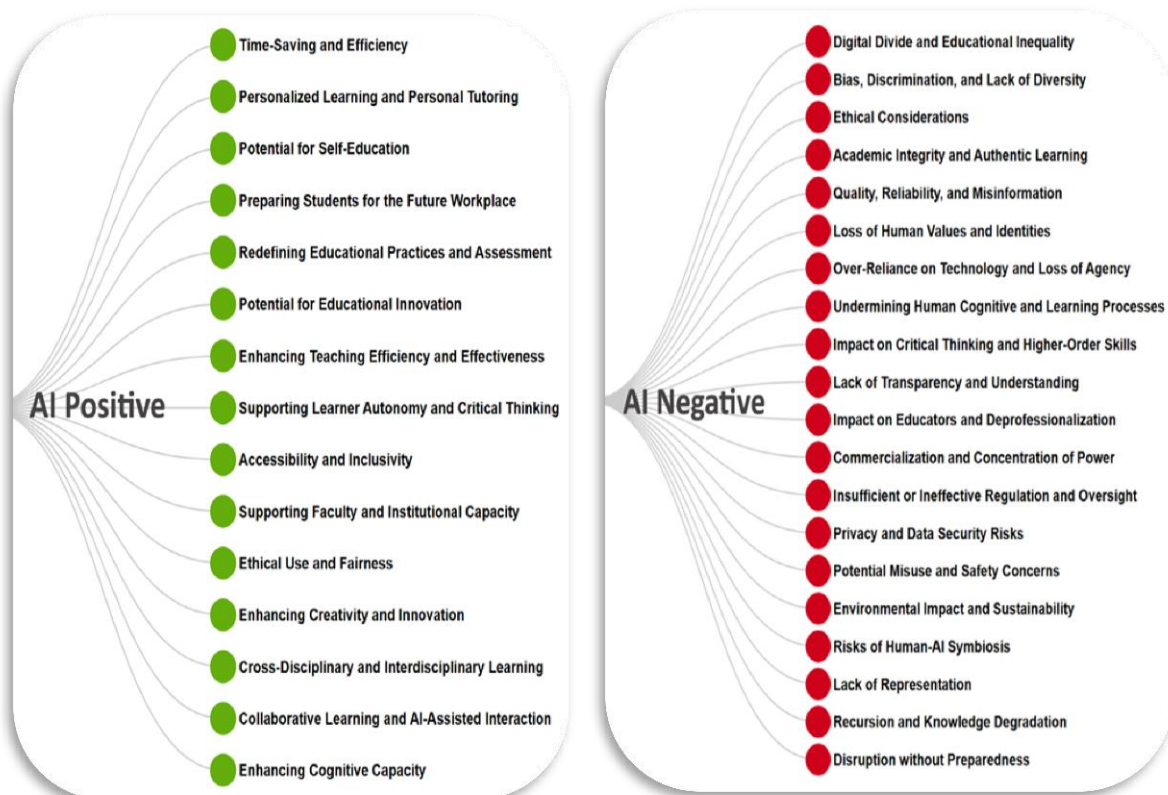 Time-Saving and Efficiency
Personalized Learning and Personal Tutoring
Potential for Self-Education
Preparing Students for the Future Workplace
Redefining Educational Practices and Assessment
Potential for Educational Innovation
Enhancing Teaching Efficiency and Effectiveness
AI Positive
Supporting Learner Autonomy and Critical Thinking
Accessibility and Inclusivity
Supporting Faculty and Institutional Capacity
Ethical Use and Fairness
Enhancing Creativity and Innovation
Cross-Disciplinary and Interdisciplinary Learning
Collaborative Learning and AI-Assisted Interaction
Enhancing Cognitive Capacity
Digital Divide and Educational Inequality
Bias, Discrimination, and Lack of Diversity
Ethical Considerations
Academic Integrity and Authentic Learning
Quality, Reliability, and Misinformation
Loss of Human Values and Identities
Over-Reliance on Technology and Loss of Agency
Undermining Human Cognitive and Learning Processes
Impact on Critical Thinking and Higher-Order Skills
Lack of Transparency and Understanding
AI Negative
Impact on Educators and Deprofessionalization
Commercialization and Concentration of Power
Insufficient or Ineffective Regulation and Oversight
Privacy and Data Security Risks
Potential Misuse and Safety Concerns
Environmental Impact and Sustainability
Risks of Human-AI Symbiosis
Lack of Representation
Recursion and Knowledge Degradation
Disruption without Preparedness